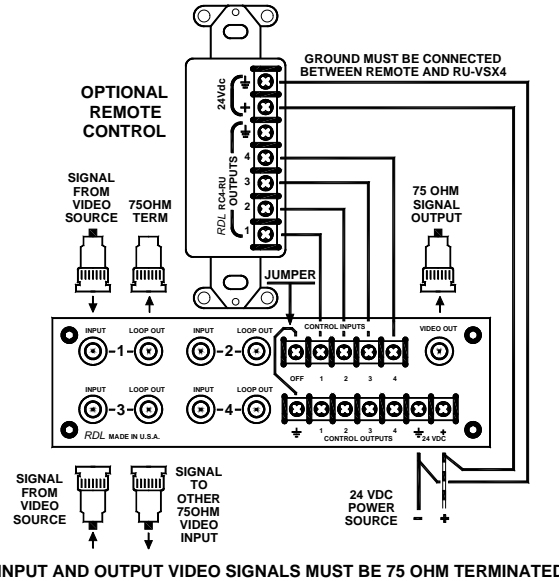 GROUND MUST BE CONNECTED
BETWEEN REMOTE AND RU-VSX4
OPTIONAL
REMOTE
CONTROL
24Vdc
+
OUTPUTS
4
3
2
1
RDL RC4-RU
SIGNAL
FROM
VIDEO
SOURCE
75OHM
TERM
75 OHM
SIGNAL
OUTPUT
JUMPER
INPUT
LOOP OUT
INPUT
LOOP OUT
CONTROL INPUTS
VIDEO OUT
-1-
-2-
OFF 1 2 3 4
INPUT
LOOP OUT
INPUT
LOOP OUT
-3-
-4-
RDL MADE IN U.S.A.
1 2 3 4 +
CONTROL OUTPUTS
24 VDC
SIGNAL
FROM
VIDEO
SOURCE
SIGNAL
TO
OTHER
75OHM
VIDEO
INPUT
24 VDC
POWER
SOURCE
- +
INPUT AND OUTPUT VIDEO SIGNALS MUST BE 75 OHM TERMINATED